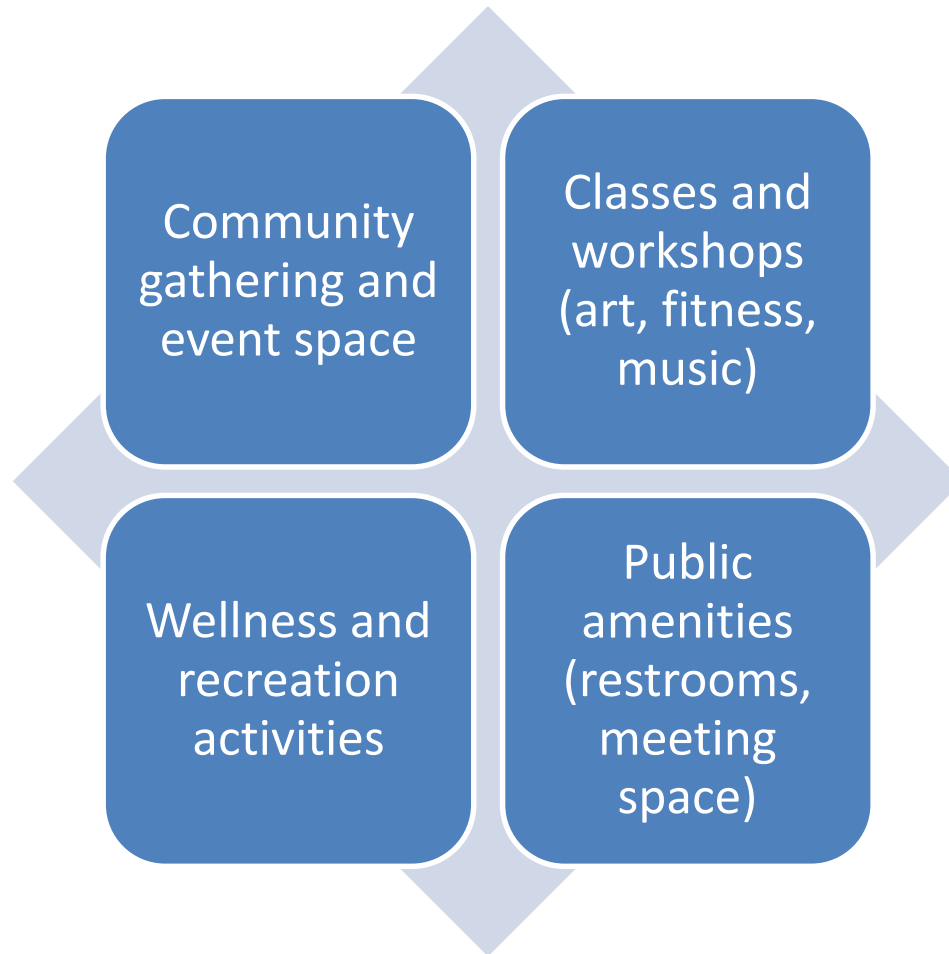 Community
gathering and
event space
Classes and
workshops
(art, fitness,
music)
Wellness and
recreation
activities
Public
amenities
(restrooms,
meeting
space)